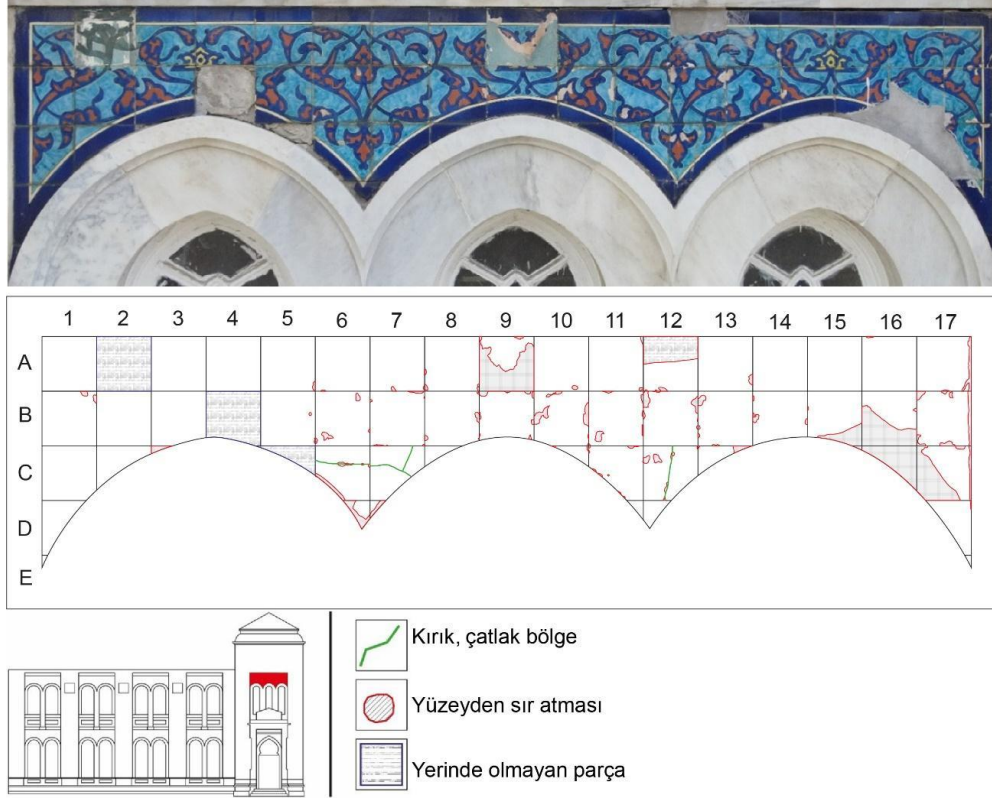 1 2 3 4 5 6 7 8 9 10 11 12 13 14 15 16 17
A
B
C
D
E
Kırık, çatlak bölge
Yüzeyden sır atması
Yerinde olmayan parça